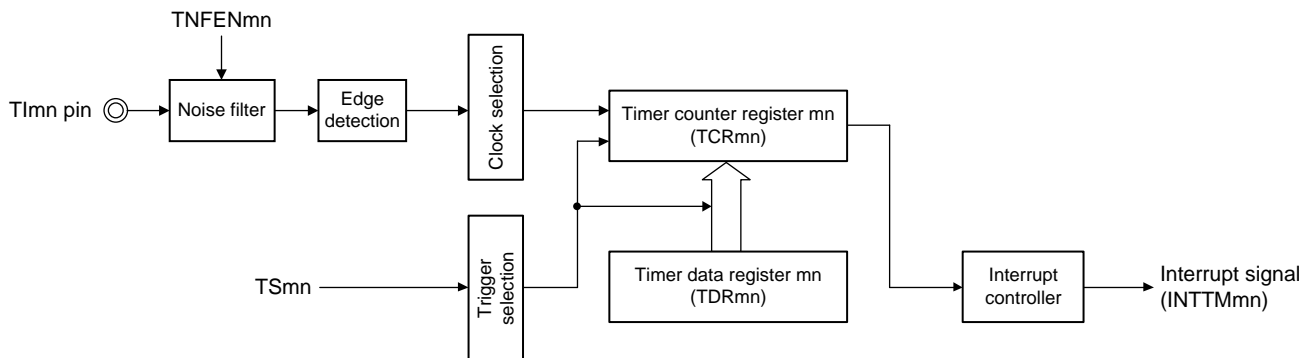 TNFENmn
TImn pin
Noise filter
Edge
detection
Clock selection
Timer counter register mn
(TCRmn)
TSmn
Trigger
selection
Timer data register mn
(TDRmn)
Interrupt
controller
Interrupt signal
(INTTMmn)